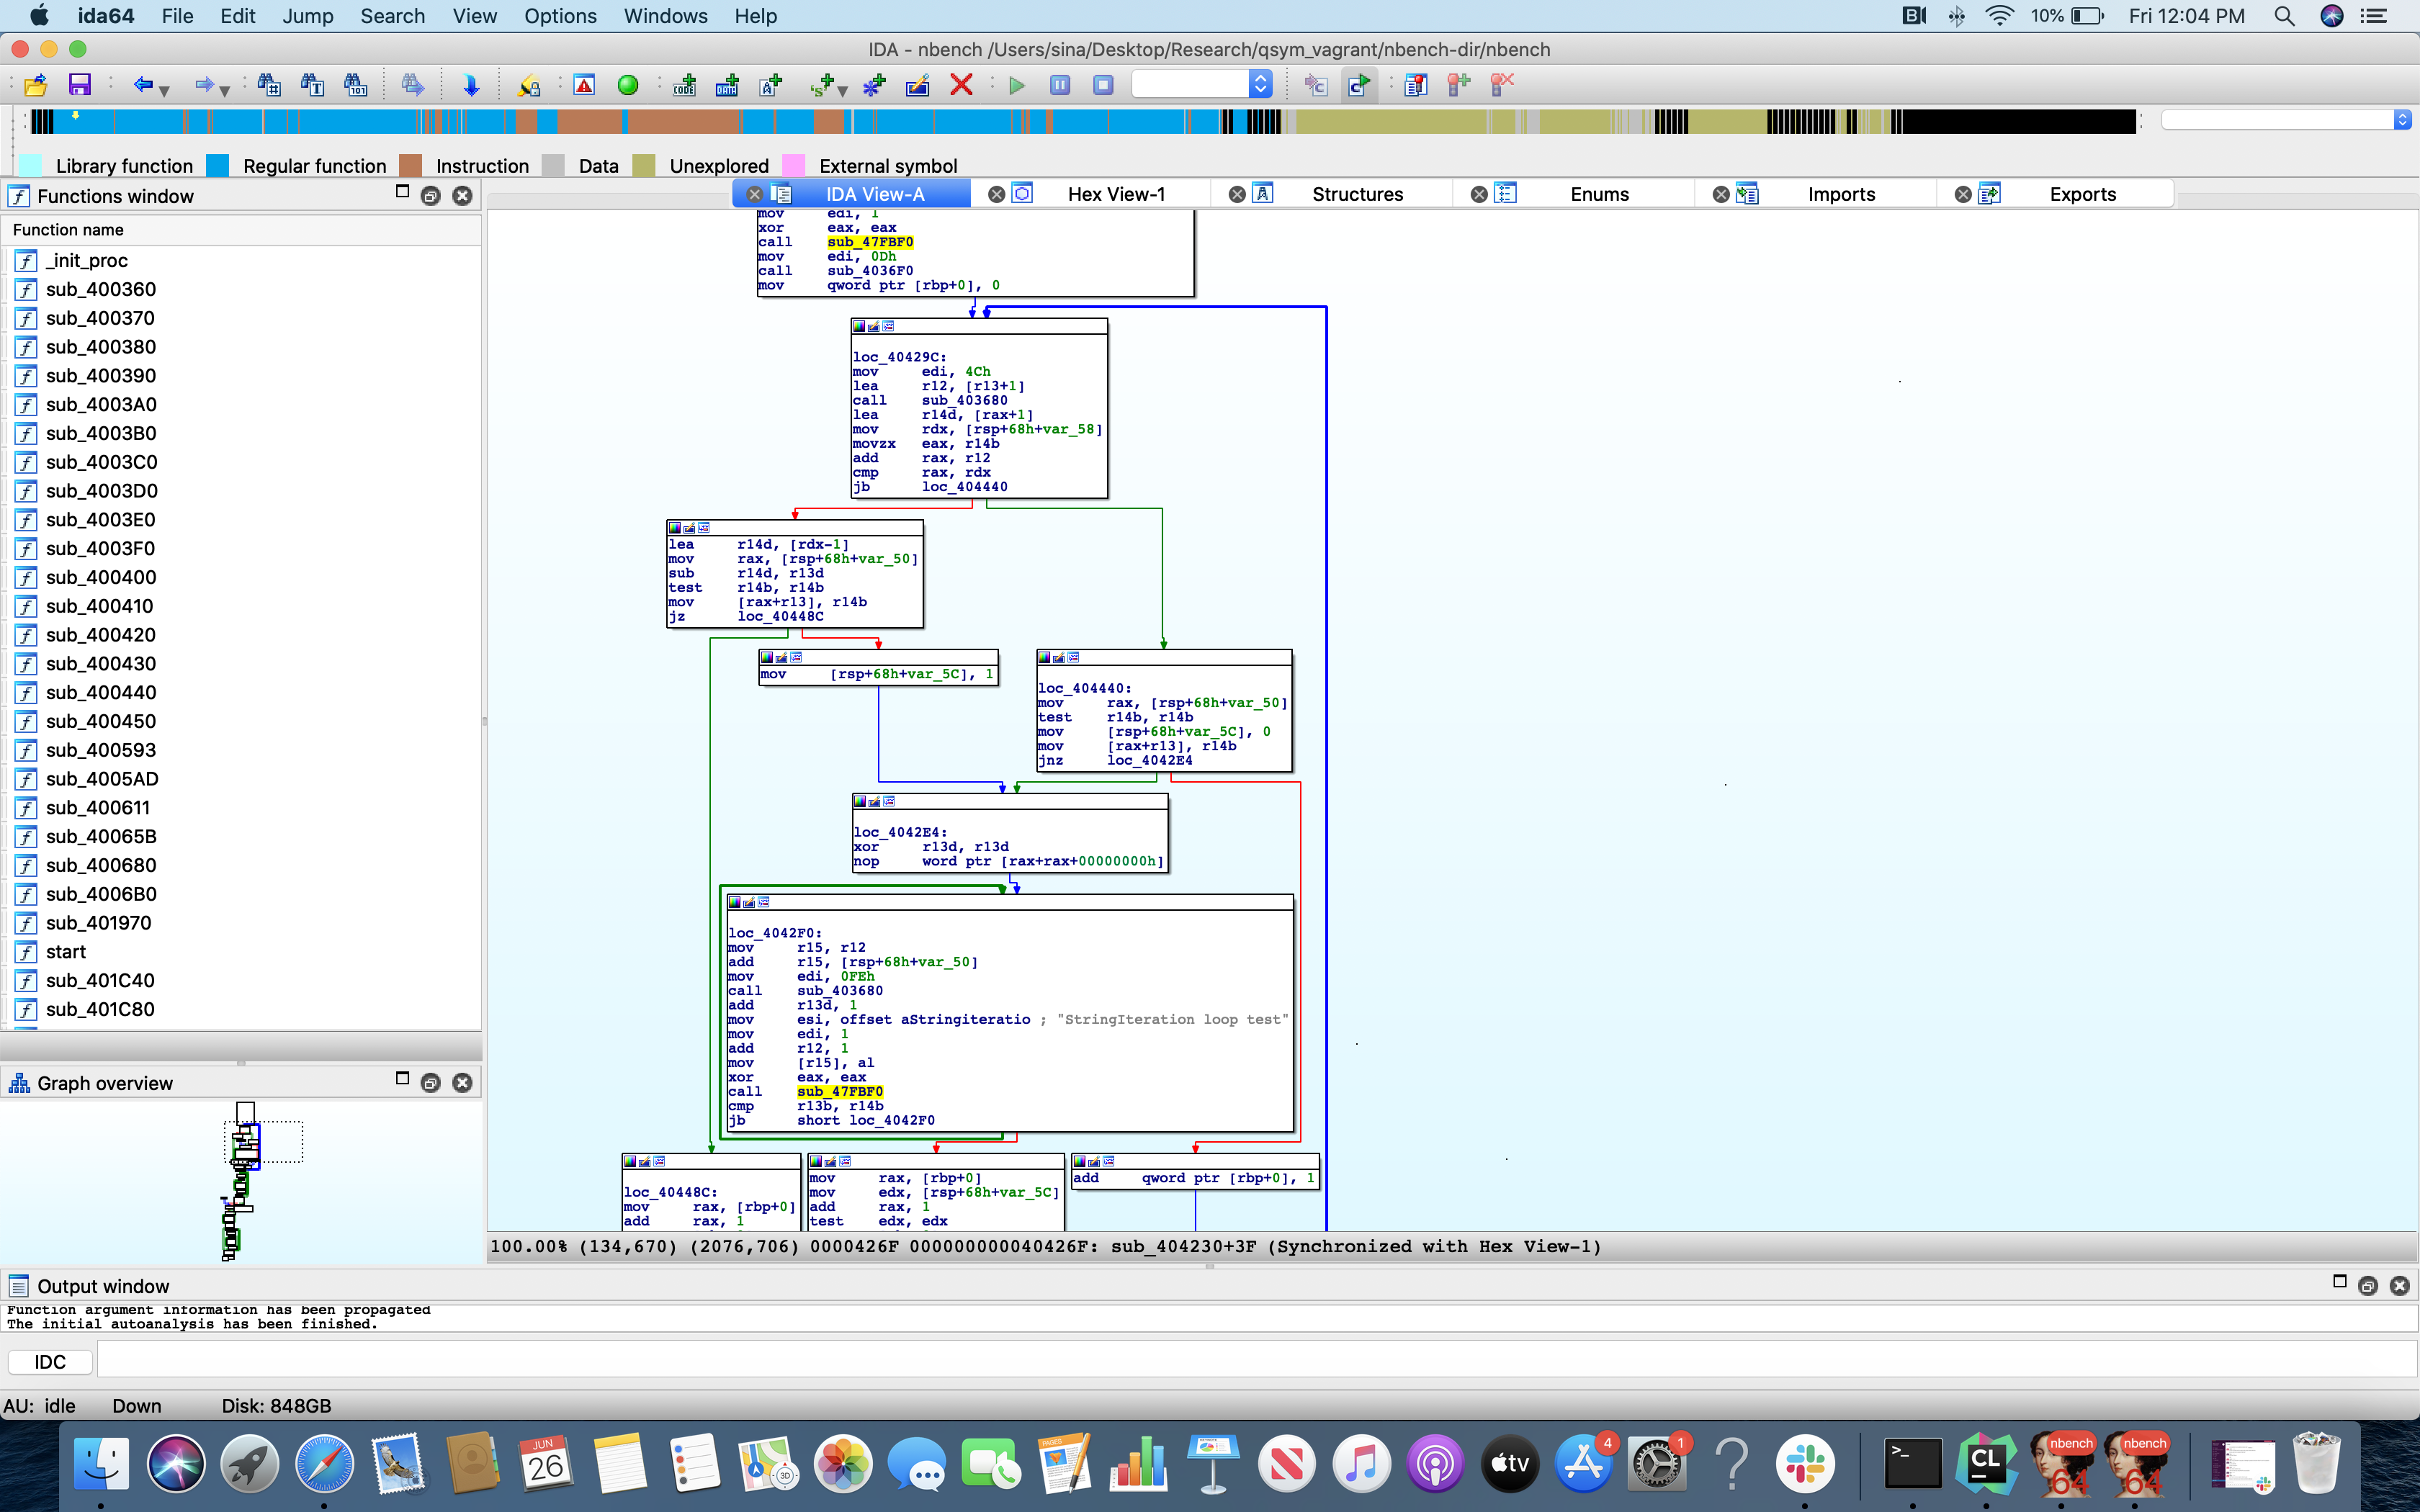 ida64 File Edit Jump Search View Options Windows Help 10% Fri 12:04 PM
IDA - nbench /Users/sina/Desktop/Research/qsym_vagrant/nbench-dir/nbench
Library function Regular function Instruction Data Unexplored External symbol
Functions window
IDA View-A Hex View-1 Structures Enums Imports Exports
Function name
_init_proc
sub_400360
sub_400370
sub_400380
sub_400390
sub_4003A0
sub_4003B0
sub_4003C0
sub_4003D0
sub_4003E0
sub_4003F0
sub_400400
sub_400410
sub_400420
sub_400430
sub_400440
sub_400450
sub_400593
sub_4005AD
sub_400611
sub_40065B
sub_400680
sub_4006B0
sub_401970
start
sub_401C40
sub_401C80
mov edi, 1
xor eax, eax
call sub_47FBF0
mov edi, 0Dh
call sub_4036F0
mov qword ptr [rbp+0], 0
loc_40429C:
mov edi, 4Ch
lea r12, [r13+1]
call sub_403680
lea r14d, [rax+1]
mov rdx, [rsp+68h+var_58]
movzx eax, r14b
add rax, r12
cmp rax, rdx
jb loc_404440
lea r14d, [rdx-1]
mov rax, [rsp+68h+var_50]
sub r14d, r13d
test r14b, r14b
mov [rax+r13], r14b
jz loc_40448C
mov [rsp+68h+var_5C], 1
loc_404440:
mov rax, [rsp+68h+var_50]
test r14b, r14b
mov [rsp+68h+var_5C], 0
mov [rax+r13], r14b
jnz loc_4042E4
loc_4042E4:
xor r13d, r13d
nop word ptr [rax+rax+00000000h]
loc_4042F0:
mov r15, r12
add r15, [rsp+68h+var_50]
mov edi, 0FEh
call sub_403680
add r13d, 1
mov esi, offset aStringiteratio ; "StringIteration loop test"
mov edi, 1
add r12, 1
mov [r15], al
xor eax, eax
call sub_47FBF0
cmp r13b, r14b
jb short loc_4042F0
loc_40448C:
mov rax, [rbp+0]
add rax, 1
mov rax, [rbp+0]
mov edx, [rsp+68h+var_5C]
add rax, 1
test edx, edx
add qword ptr [rbp+0], 1
Graph overview
100.00% (134,670) (2076,706) 0000426F 000000000040426F: sub_404230+3F (Synchronized with Hex View-1)
Output window
Function argument information has been propagated
The initial autoanalysis has been finished.
IDC
AU: idle Down Disk: 848GB
JUN
26
PAGES
3D
tv
4
1
CL
nbench
64
nbench
64